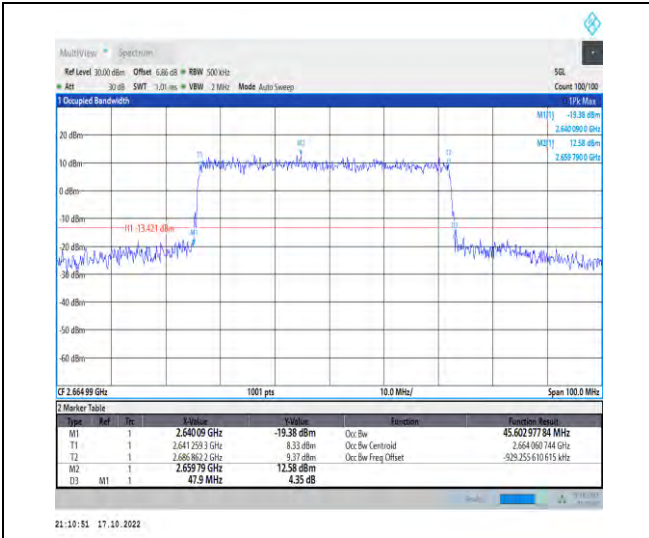 MultiView Spectrum
Ref Level 30.00 dBm Offset 6.86 dB RBW 500 kHz SGL
Att 30 dB SWT 1.01 ms VBW 2 MHz Mode Auto Sweep Count 100/100
1 Occupied Bandwidth 1Pk Max
M1[1] -19.38 dBm
2.640 090 0 GHz
M2[1] 12.58 dBm
2.659 790 0 GHz
20 dBm
M2
T1
T2
10 dBm
0 dBm
-10 dBm
H1 -13.421 dBm
M1
D3
-20 dBm
-30 dBm
-40 dBm
-50 dBm
-60 dBm
CF 2.664 99 GHz 1001 pts 10.0 MHz/ Span 100.0 MHz
2 Marker Table
Type Ref Trc X-Value Y-Value Function Function Result
M1 1 2.640 09 GHz -19.38 dBm Occ Bw 45.602 977 84 MHz
T1 1 2.641 259 3 GHz 8.33 dBm Occ Bw Centroid 2.664 060 744 GHz
T2 1 2.686 862 2 GHz 9.37 dBm Occ Bw Freq Offset -929.255 610 615 kHz
M2 1 2.659 79 GHz 12.58 dBm
D3 M1 1 47.9 MHz 4.35 dB
21:10:51 17.10.2022